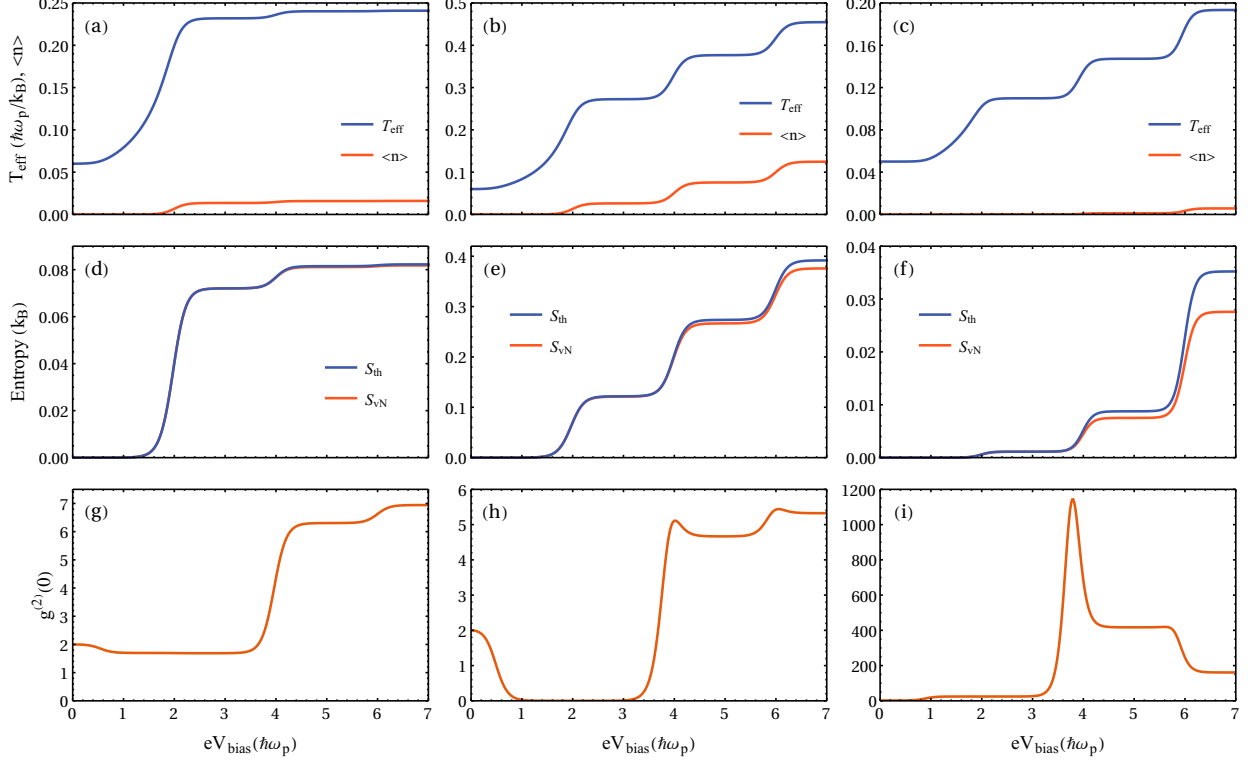 T_eff (ħω_p/k_B), <n>
0.25
0.20
0.15
0.10
0.05
0.00
(a)
T_eff
<n>
0.5
0.4
0.3
0.2
0.1
0.0
(b)
T_eff
<n>
0.20
0.16
0.12
0.08
0.04
0.00
(c)
T_eff
<n>
Entropy (k_B)
0.08
0.06
0.04
0.02
0.00
(d)
S_th
S_vN
0.4
0.3
0.2
0.1
0.0
(e)
S_th
S_vN
0.04
0.03
0.02
0.01
0.00
(f)
S_th
S_vN
g^(2)(0)
7
6
5
4
3
2
1
0
(g)
0 1 2 3 4 5 6 7
eV_bias(ħω_p)
6
5
4
3
2
1
0
(h)
0 1 2 3 4 5 6 7
eV_bias(ħω_p)
1200
1000
800
600
400
200
0
(i)
0 1 2 3 4 5 6 7
eV_bias(ħω_p)